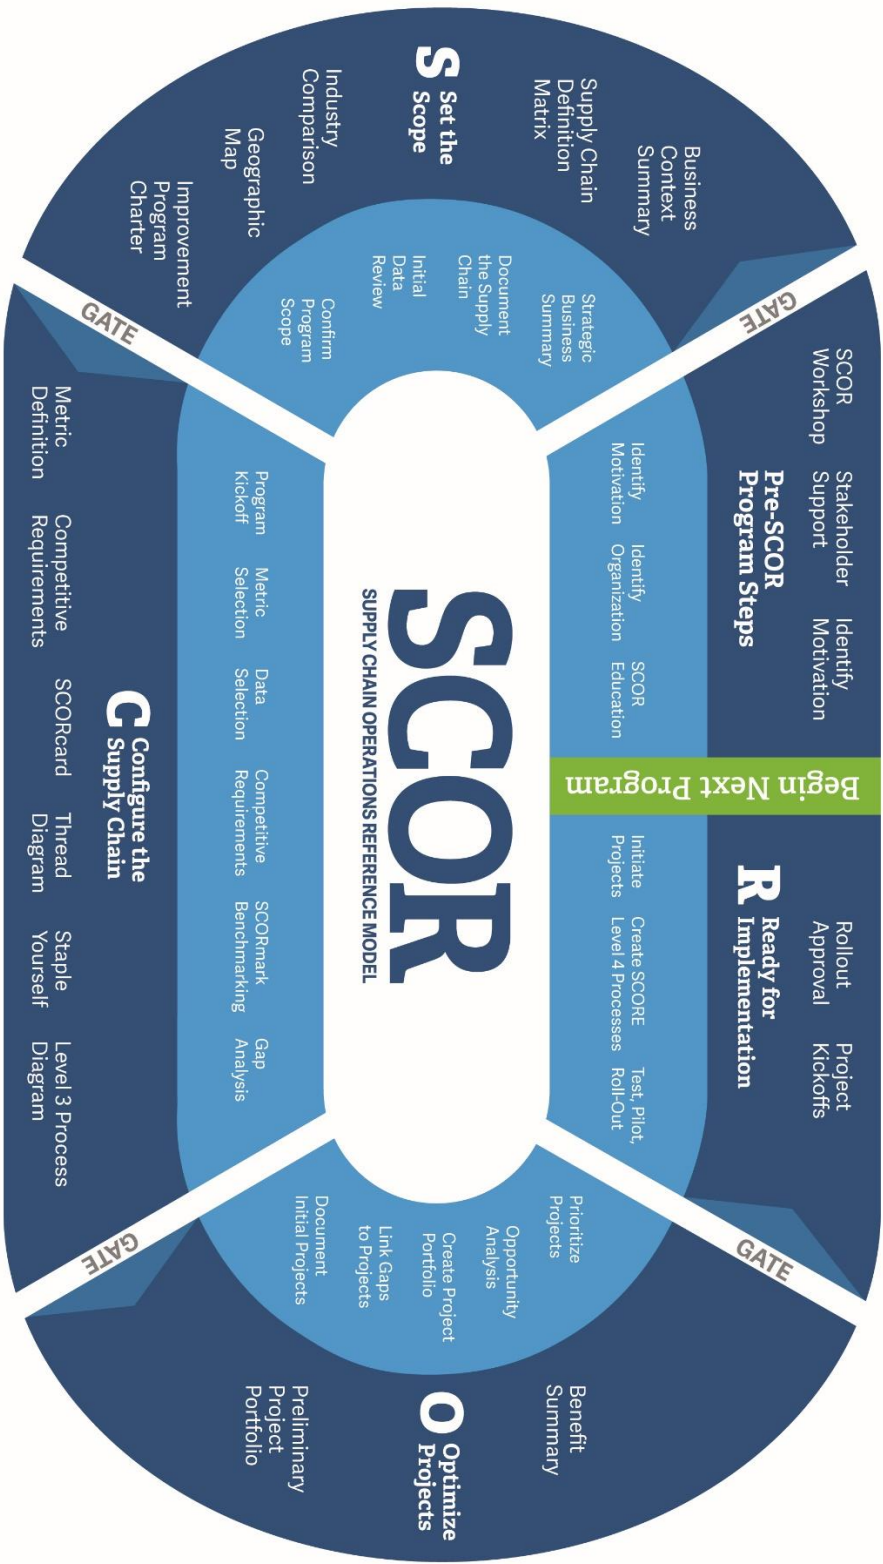 SCOR
SUPPLY CHAIN OPERATIONS REFERENCE MODEL
Pre-SCOR
Program Steps
SCOR
Workshop
Stakeholder
Support
Identify
Motivation
Identify
Motivation
Identify
Organization
SCOR
Education
GATE
S Set the
Scope
Business
Context
Summary
Supply Chain
Definition
Matrix
Industry
Comparison
Geographic
Map
Improvement
Program
Charter
Strategic
Business
Summary
Document
the Supply
Chain
Initial
Data
Review
Confirm
Program
Scope
GATE
C Configure the
Supply Chain
Program
Kickoff
Metric
Selection
Data
Selection
Competitive
Requirements
SCORmark
Benchmarking
Gap
Analysis
Metric
Definition
Competitive
Requirements
SCORcard
Thread
Diagram
Staple
Yourself
Level 3 Process
Diagram
GATE
O Optimize
Projects
Prioritize
Projects
Opportunity
Analysis
Create Project
Portfolio
Link Gaps
to Projects
Document
Initial Projects
Benefit
Summary
Preliminary
Project
Portfolio
GATE
R Ready for
Implementation
Rollout
Approval
Project
Kickoffs
Initiate
Projects
Create SCORE
Level 4 Processes
Test, Pilot,
Roll-Out
Begin Next Program